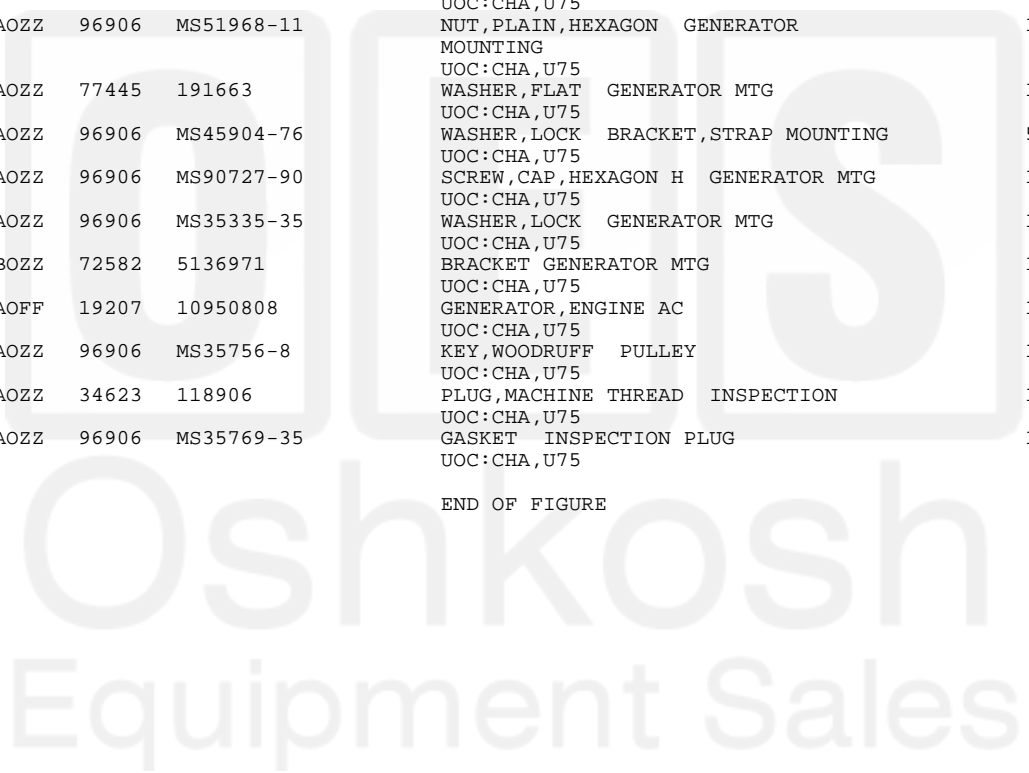 UOC:CHA,U75
AOZZ 96906 MS51968-11 NUT,PLAIN,HEXAGON GENERATOR
MOUNTING
UOC:CHA,U75
AOZZ 77445 191663 WASHER,FLAT GENERATOR MTG
UOC:CHA,U75
AOZZ 96906 MS45904-76 WASHER,LOCK BRACKET,STRAP MOUNTING
UOC:CHA,U75
AOZZ 96906 MS90727-90 SCREW,CAP,HEXAGON H GENERATOR MTG
UOC:CHA,U75
AOZZ 96906 MS35335-35 WASHER,LOCK GENERATOR MTG
UOC:CHA,U75
BOZZ 72582 5136971 BRACKET GENERATOR MTG
UOC:CHA,U75
AOFF 19207 10950808 GENERATOR,ENGINE AC
UOC:CHA,U75
AOZZ 96906 MS35756-8 KEY,WOODRUFF PULLEY
UOC:CHA,U75
AOZZ 34623 118906 PLUG,MACHINE THREAD INSPECTION
UOC:CHA,U75
AOZZ 96906 MS35769-35 GASKET INSPECTION PLUG
UOC:CHA,U75
END OF FIGURE
OES
Oshkosh
Equipment Sales